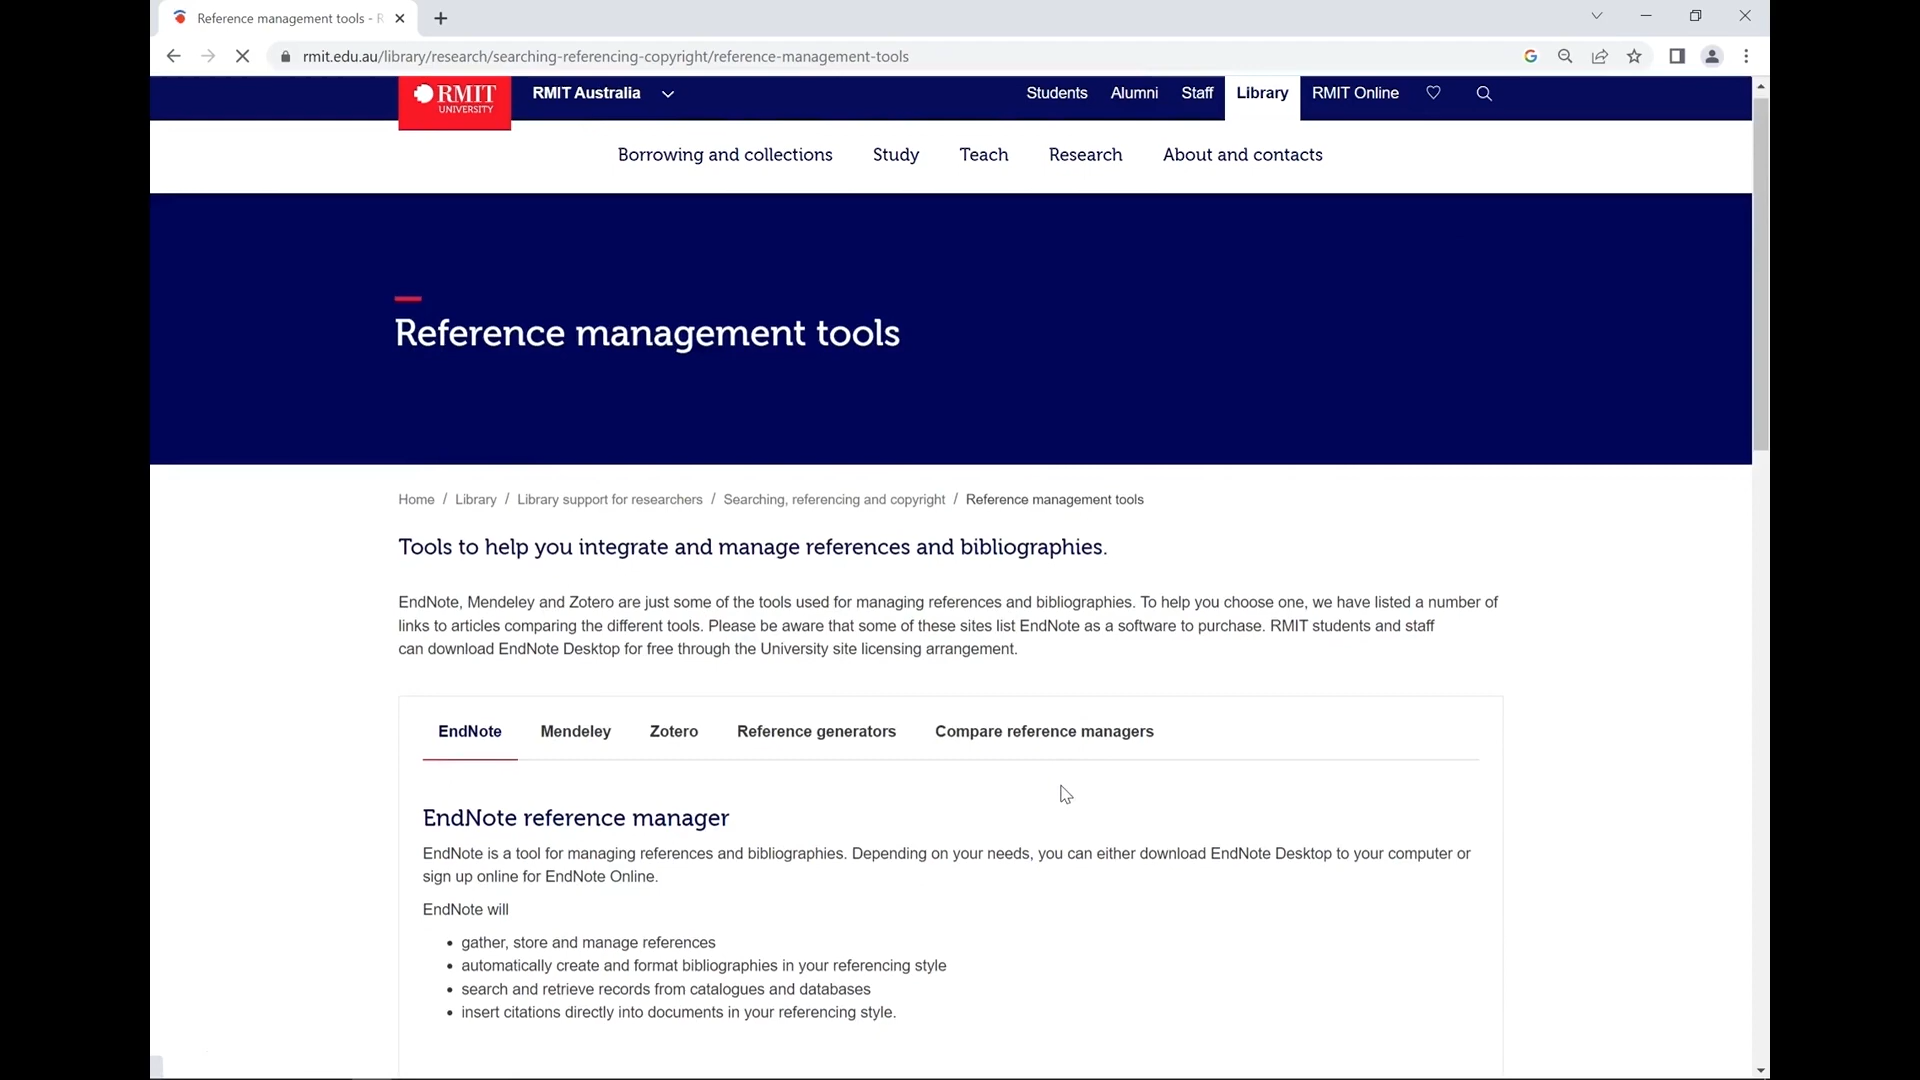 Reference management tools - R
rmit.edu.au/library/research/searching-referencing-copyright/reference-management-tools
RMIT
UNIVERSITY
RMIT Australia
Students Alumni Staff Library RMIT Online
Borrowing and collections Study Teach Research About and contacts
Reference management tools
Home / Library / Library support for researchers / Searching, referencing and copyright / Reference management tools
Tools to help you integrate and manage references and bibliographies.
EndNote, Mendeley and Zotero are just some of the tools used for managing references and bibliographies. To help you choose one, we have listed a number of
links to articles comparing the different tools. Please be aware that some of these sites list EndNote as a software to purchase. RMIT students and staff
can download EndNote Desktop for free through the University site licensing arrangement.
EndNote Mendeley Zotero Reference generators Compare reference managers
EndNote reference manager
EndNote is a tool for managing references and bibliographies. Depending on your needs, you can either download EndNote Desktop to your computer or
sign up online for EndNote Online.
EndNote will
• gather, store and manage references
• automatically create and format bibliographies in your referencing style
• search and retrieve records from catalogues and databases
• insert citations directly into documents in your referencing style.